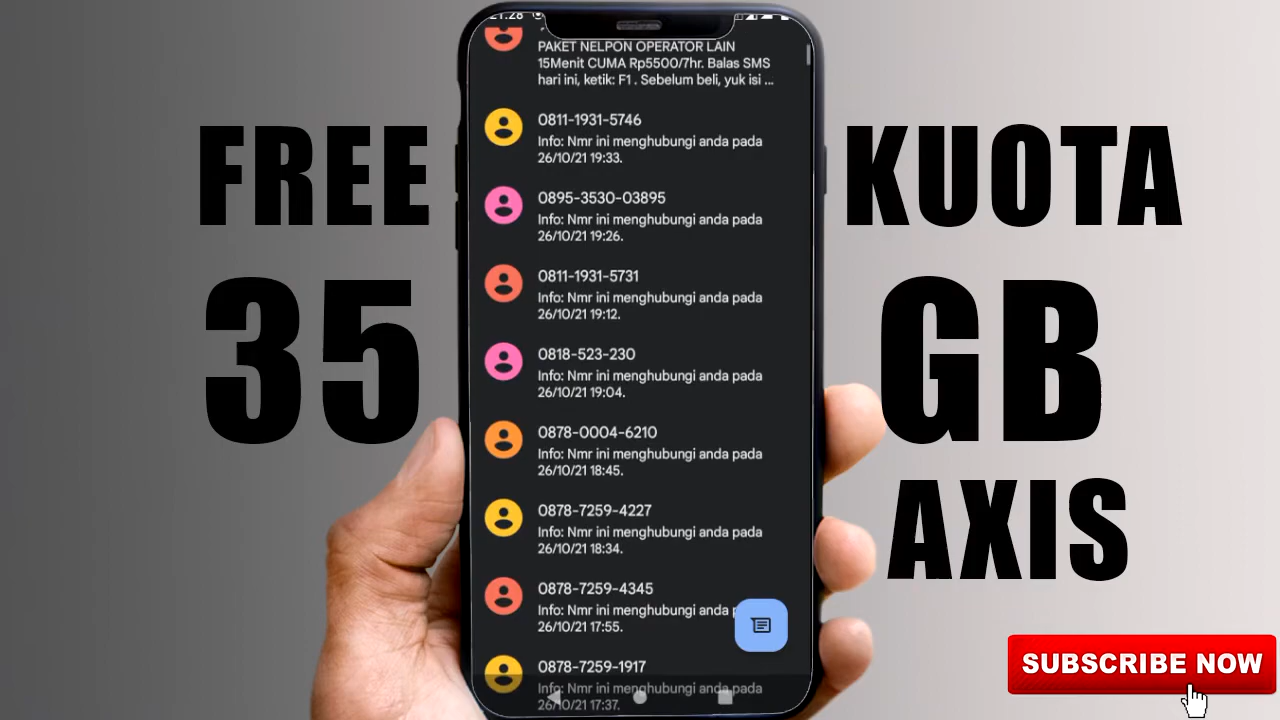 21:28
FREE
35
KUOTA
GB
AXIS
PAKET NELPON OPERATOR LAIN
15Menit CUMA Rp5500/7hr. Balas SMS
hari ini, ketik: F1 . Sebelum beli, yuk isi ...
0811-1931-5746
Info: Nmr ini menghubungi anda pada
26/10/21 19:33.
0895-3530-03895
Info: Nmr ini menghubungi anda pada
26/10/21 19:26.
0811-1931-5731
Info: Nmr ini menghubungi anda pada
26/10/21 19:12.
0818-523-230
Info: Nmr ini menghubungi anda pada
26/10/21 19:04.
0878-0004-6210
Info: Nmr ini menghubungi anda pada
26/10/21 18:45.
0878-7259-4227
Info: Nmr ini menghubungi anda pada
26/10/21 18:34.
0878-7259-4345
Info: Nmr ini menghubungi anda p
26/10/21 17:55.
0878-7259-1917
Info: Nmr ini menghubungi anda pada
26/10/21 17:37.
SUBSCRIBE NOW